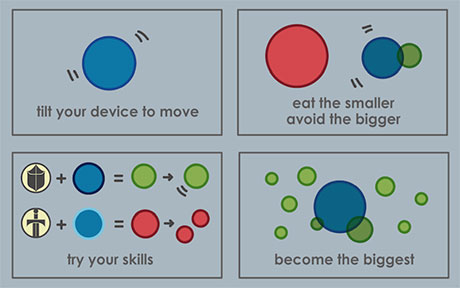 tilt your device to move
eat the smaller
avoid the bigger
try your skills
become the biggest